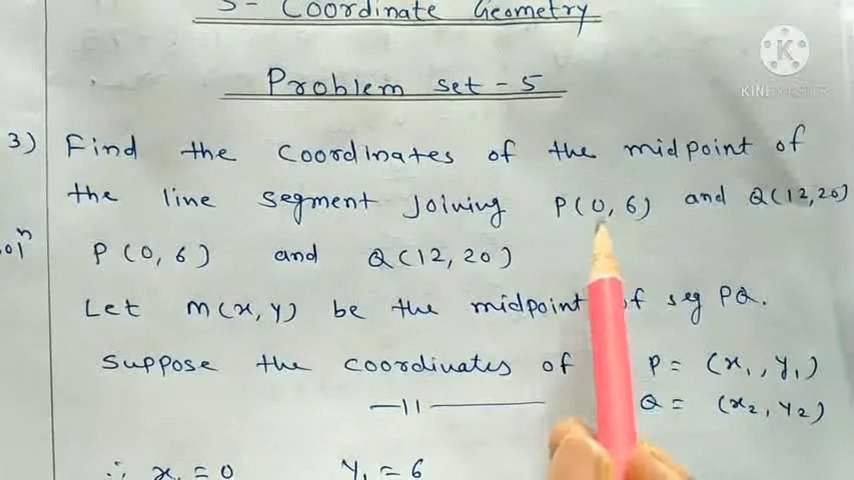 5- Coordinate Geometry
Problem set - 5
3) Find the coordinates of the midpoint of
the line segment joining P(0, 6) and Q(12, 20)
P(0, 6) and Q(12, 20)
Let M(x, y) be the midpoint of seg PQ.
Suppose the coordinates of P = (x₁, y₁)
—11— Q = (x₂, y₂)
∴ x₁ = 0 y₁ = 6
K